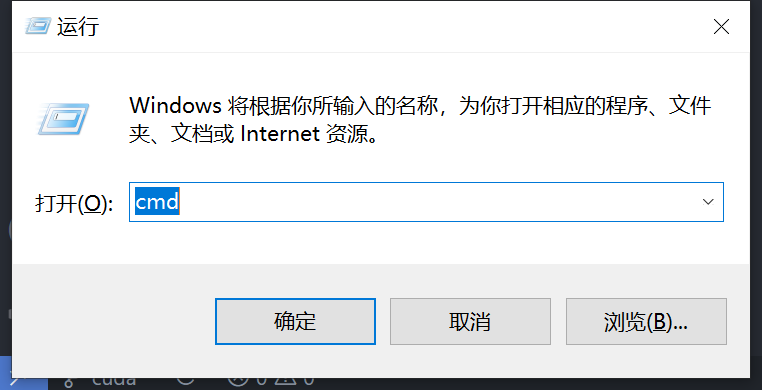 运行
Windows 将根据你所输入的名称，为你打开相应的程序、文件
夹、文档或 Internet 资源。
打开(O): cmd
确定 取消 浏览(B)...
cuda 0 0